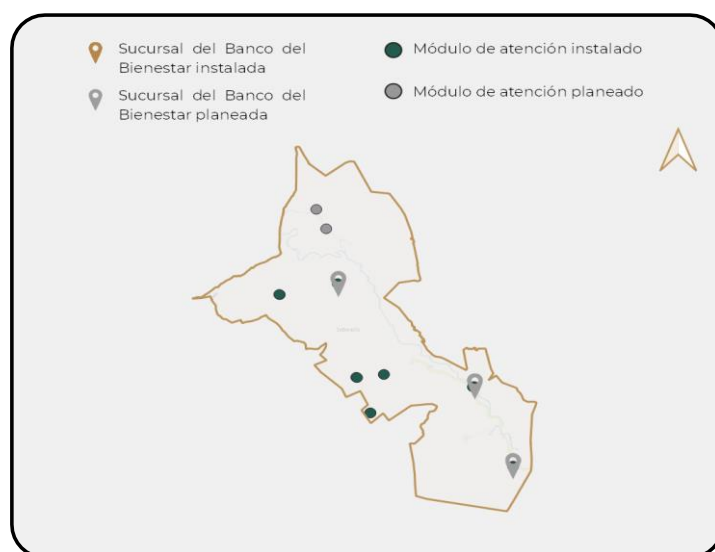 Sucursal del Banco del
Bienestar instalada
Sucursal del Banco del
Bienestar planeada
Módulo de atención instalado
Módulo de atención planeado